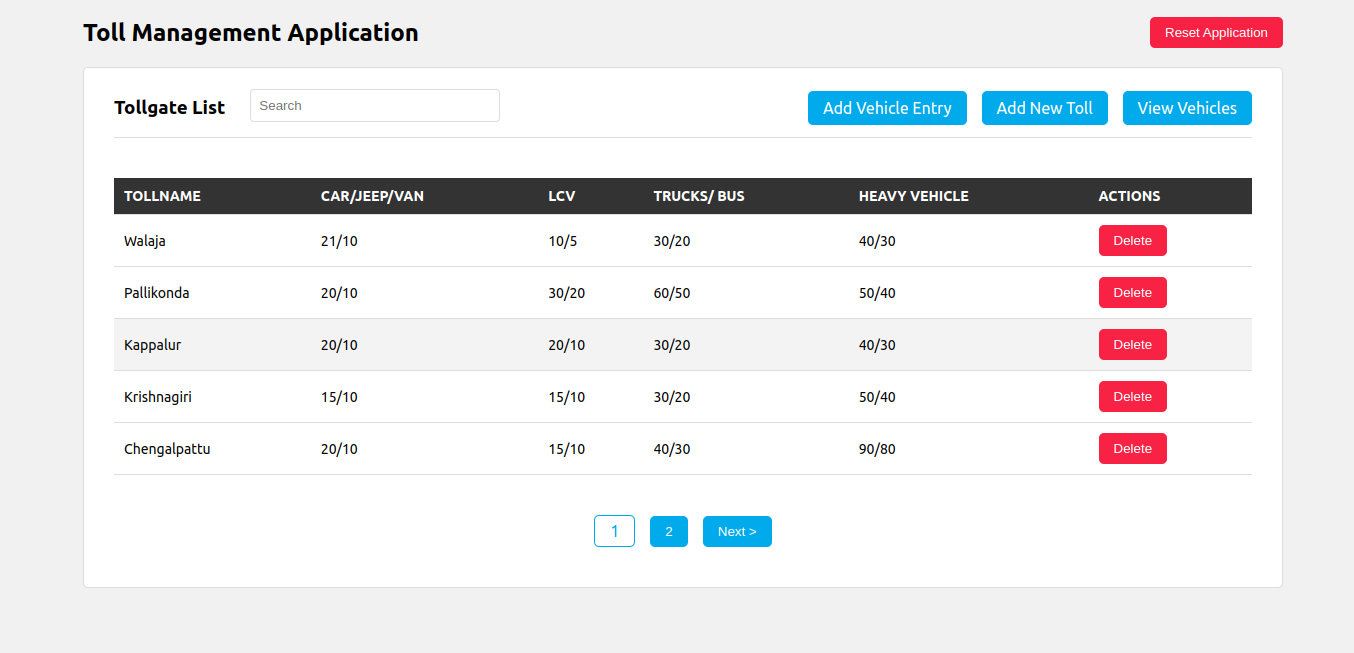 Toll Management Application Reset Application
Tollgate List Search Add Vehicle Entry Add New Toll View Vehicles
TOLLNAME CAR/JEEP/VAN LCV TRUCKS/ BUS HEAVY VEHICLE ACTIONS
Walaja 21/10 10/5 30/20 40/30 Delete
Pallikonda 20/10 30/20 60/50 50/40 Delete
Kappalur 20/10 20/10 30/20 40/30 Delete
Krishnagiri 15/10 15/10 30/20 50/40 Delete
Chengalpattu 20/10 15/10 40/30 90/80 Delete
1 2 Next >